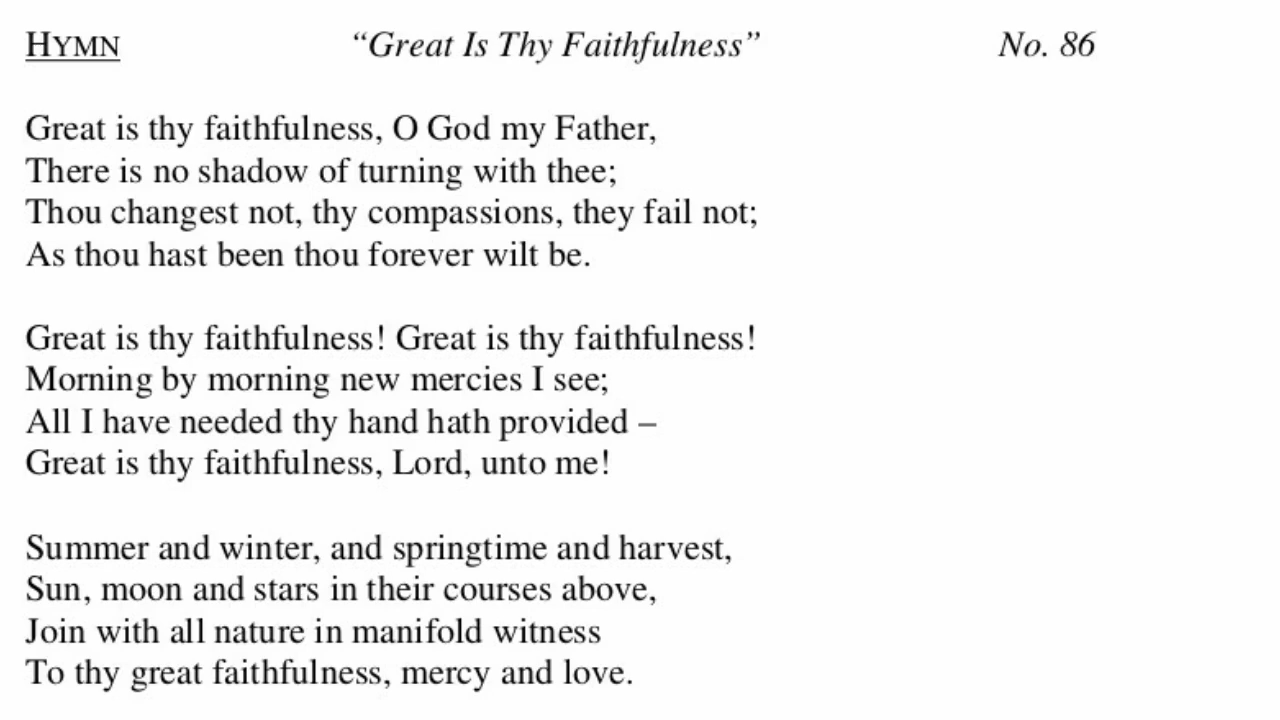 HYMN “Great Is Thy Faithfulness” No. 86
Great is thy faithfulness, O God my Father,
There is no shadow of turning with thee;
Thou changest not, thy compassions, they fail not;
As thou hast been thou forever wilt be.
Great is thy faithfulness! Great is thy faithfulness!
Morning by morning new mercies I see;
All I have needed thy hand hath provided –
Great is thy faithfulness, Lord, unto me!
Summer and winter, and springtime and harvest,
Sun, moon and stars in their courses above,
Join with all nature in manifold witness
To thy great faithfulness, mercy and love.